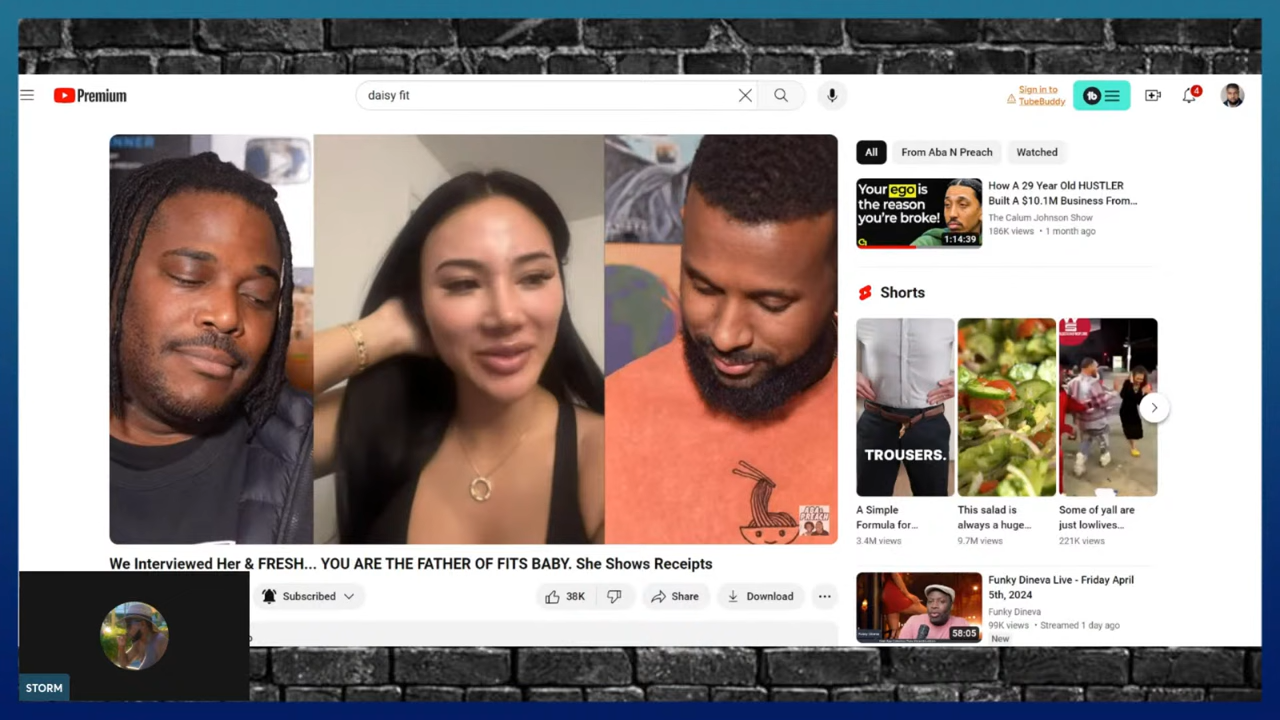 Premium
daisy fit
Sign in to
TubeBuddy
4
All
From Aba N Preach
Watched
NNER
Your ego is
the reason
you're broke!
1:14:39
How A 29 Year Old HUSTLER
Built A $10.1M Business From...
The Calum Johnson Show
186K views • 1 month ago
Shorts
TROUSERS.
A Simple
Formula for...
3.4M views
This salad is
always a huge...
9.7M views
Some of yall are
just lowlives...
221K views
ABA&
PREACH
We Interviewed Her & FRESH... YOU ARE THE FATHER OF FITS BABY. She Shows Receipts
Subscribed
38K
Share
Download
58:05
Funky Dineva Live - Friday April
5th, 2024
Funky Dineva
99K views • Streamed 1 day ago
New
STORM